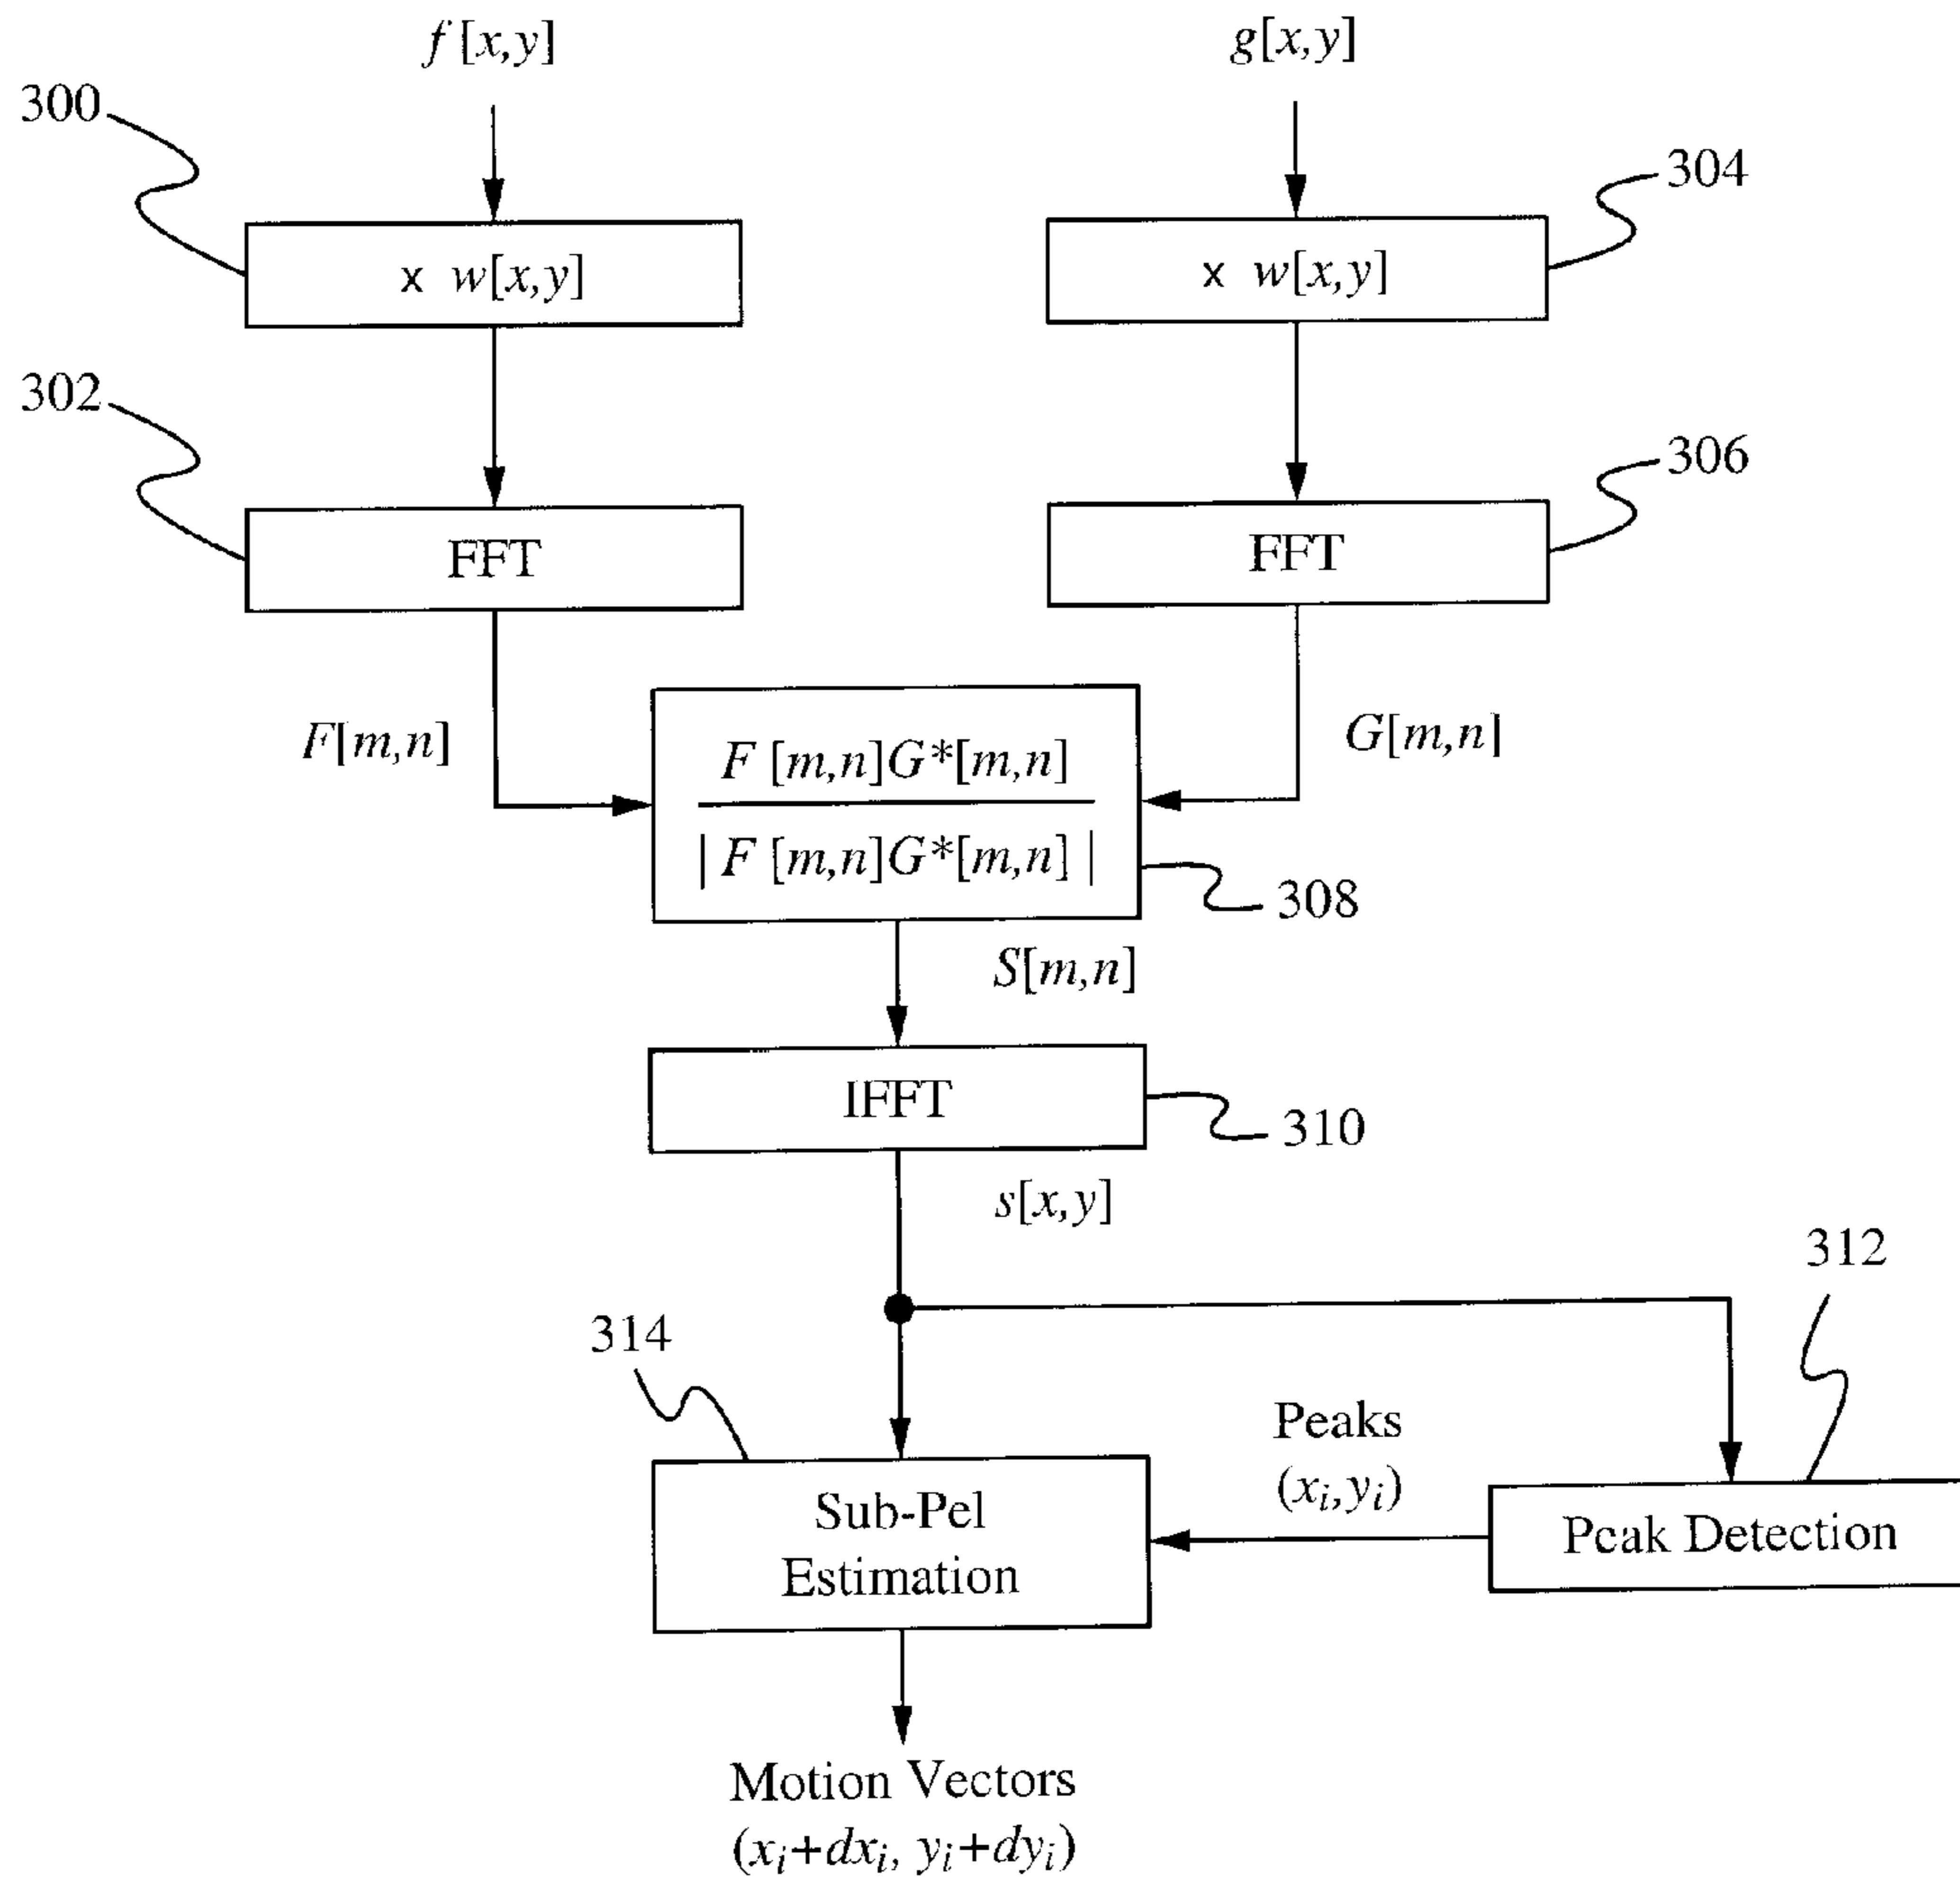 f [x,y]
g[x,y]
300
304
x w[x,y]
x w[x,y]
302
306
FFT
FFT
F[m,n]
G[m,n]
F [m,n]G*[m,n]
| F [m,n]G*[m,n] |
308
S[m,n]
IFFT
310
s[x,y]
312
314
Peaks
(xᵢ,yᵢ)
Sub-Pel
Estimation
Peak Detection
Motion Vectors
(xᵢ+dxᵢ, yᵢ+dyᵢ)